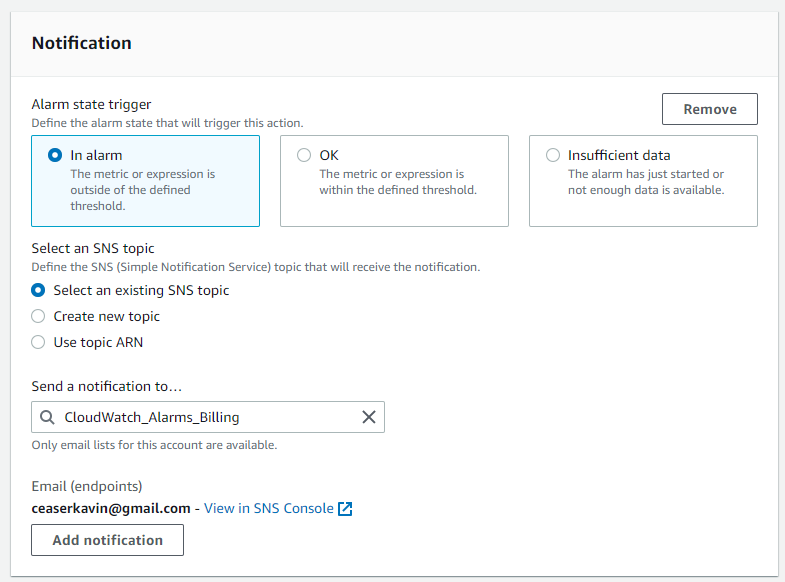 Notification
Alarm state trigger
Define the alarm state that will trigger this action.
Remove
In alarm
The metric or expression is
outside of the defined
threshold.
OK
The metric or expression is
within the defined threshold.
Insufficient data
The alarm has just started or
not enough data is available.
Select an SNS topic
Define the SNS (Simple Notification Service) topic that will receive the notification.
Select an existing SNS topic
Create new topic
Use topic ARN
Send a notification to…
CloudWatch_Alarms_Billing
Only email lists for this account are available.
Email (endpoints)
ceaserkavin@gmail.com - View in SNS Console
Add notification